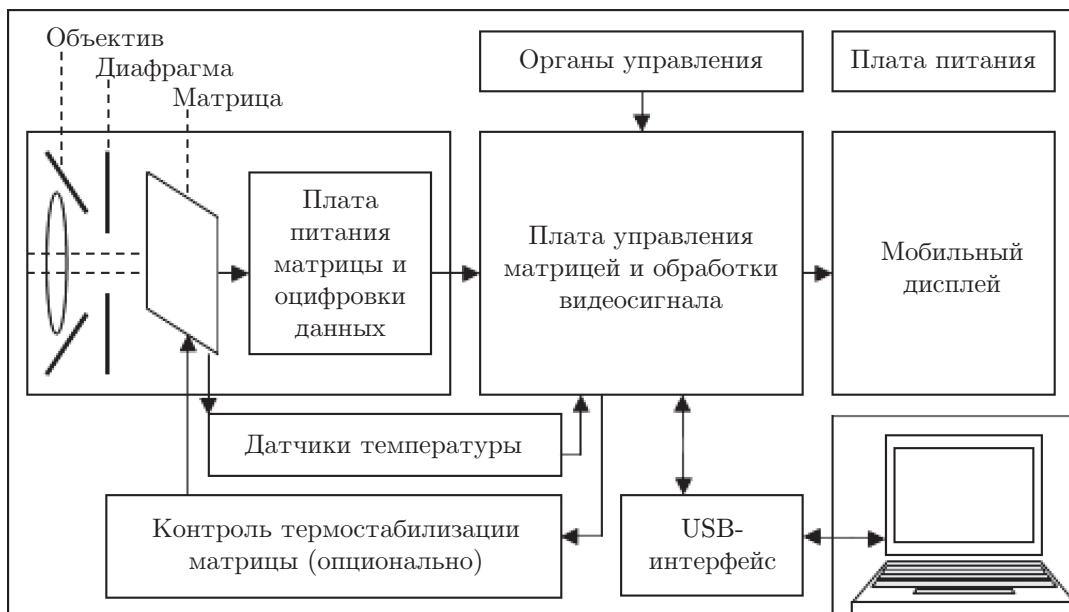 Объектив
Диафрагма
Матрица
Органы управления
Плата питания
Плата
питания
матрицы и
оцифровки
данных
Плата управления
матрицей и обработки
видеосигнала
Мобильный
дисплей
Датчики температуры
Контроль термостабилизации
матрицы (опционально)
USB-
интерфейс